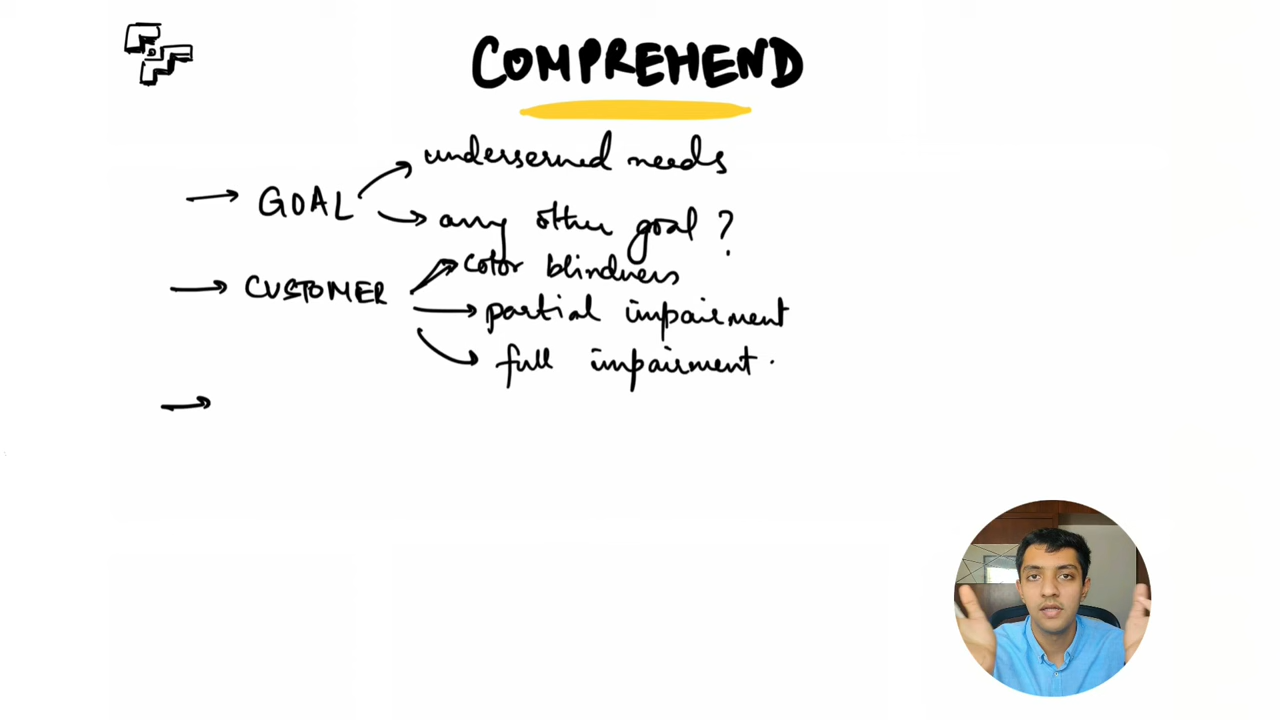 COMPREHEND
→ GOAL → underserved needs
→ any other goal ?
→ CUSTOMER → color blindness
→ partial impairment
→ full impairment .
→